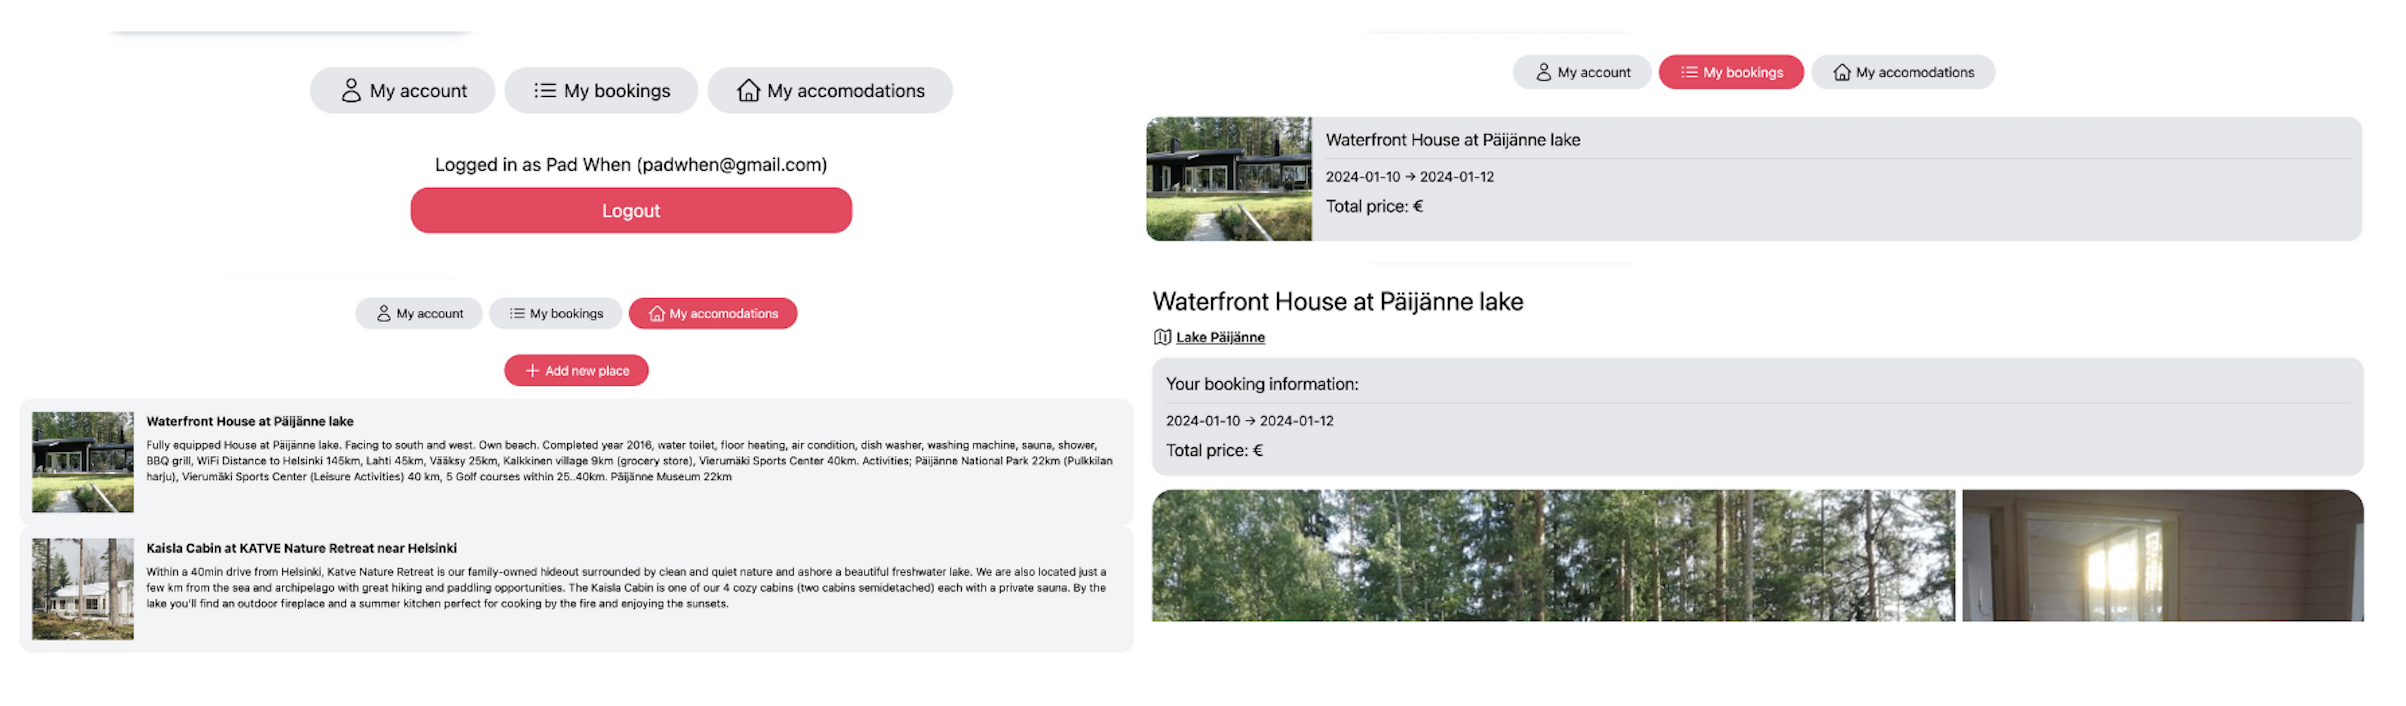 My account My bookings My accomodations
Logged in as Pad When (padwhen@gmail.com)
Logout
My account My bookings My accomodations
Add new place
Waterfront House at Päijänne lake
Fully equipped House at Päijänne lake. Facing to south and west. Own beach. Completed year 2016, water toilet, floor heating, air condition, dish washer, washing machine, sauna, shower,
BBQ grill, WiFi Distance to Helsinki 145km, Lahti 45km, Vääksy 25km, Kalkkinen village 9km (grocery store), Vierumäki Sports Center 40km. Activities; Päijänne National Park 22km (Pulkkilan
harju), Vierumäki Sports Center (Leisure Activities) 40 km, 5 Golf courses within 25..40km. Päijänne Museum 22km
Kaisla Cabin at KATVE Nature Retreat near Helsinki
Within a 40min drive from Helsinki, Katve Nature Retreat is our family-owned hideout surrounded by clean and quiet nature and ashore a beautiful freshwater lake. We are also located just a
few km from the sea and archipelago with great hiking and paddling opportunities. The Kaisla Cabin is one of our 4 cozy cabins (two cabins semidetached) each with a private sauna. By the
lake you'll find an outdoor fireplace and a summer kitchen perfect for cooking by the fire and enjoying the sunsets.
My account My bookings My accomodations
Waterfront House at Päijänne lake
2024-01-10 → 2024-01-12
Total price: €
Waterfront House at Päijänne lake
Lake Päijänne
Your booking information:
2024-01-10 → 2024-01-12
Total price: €